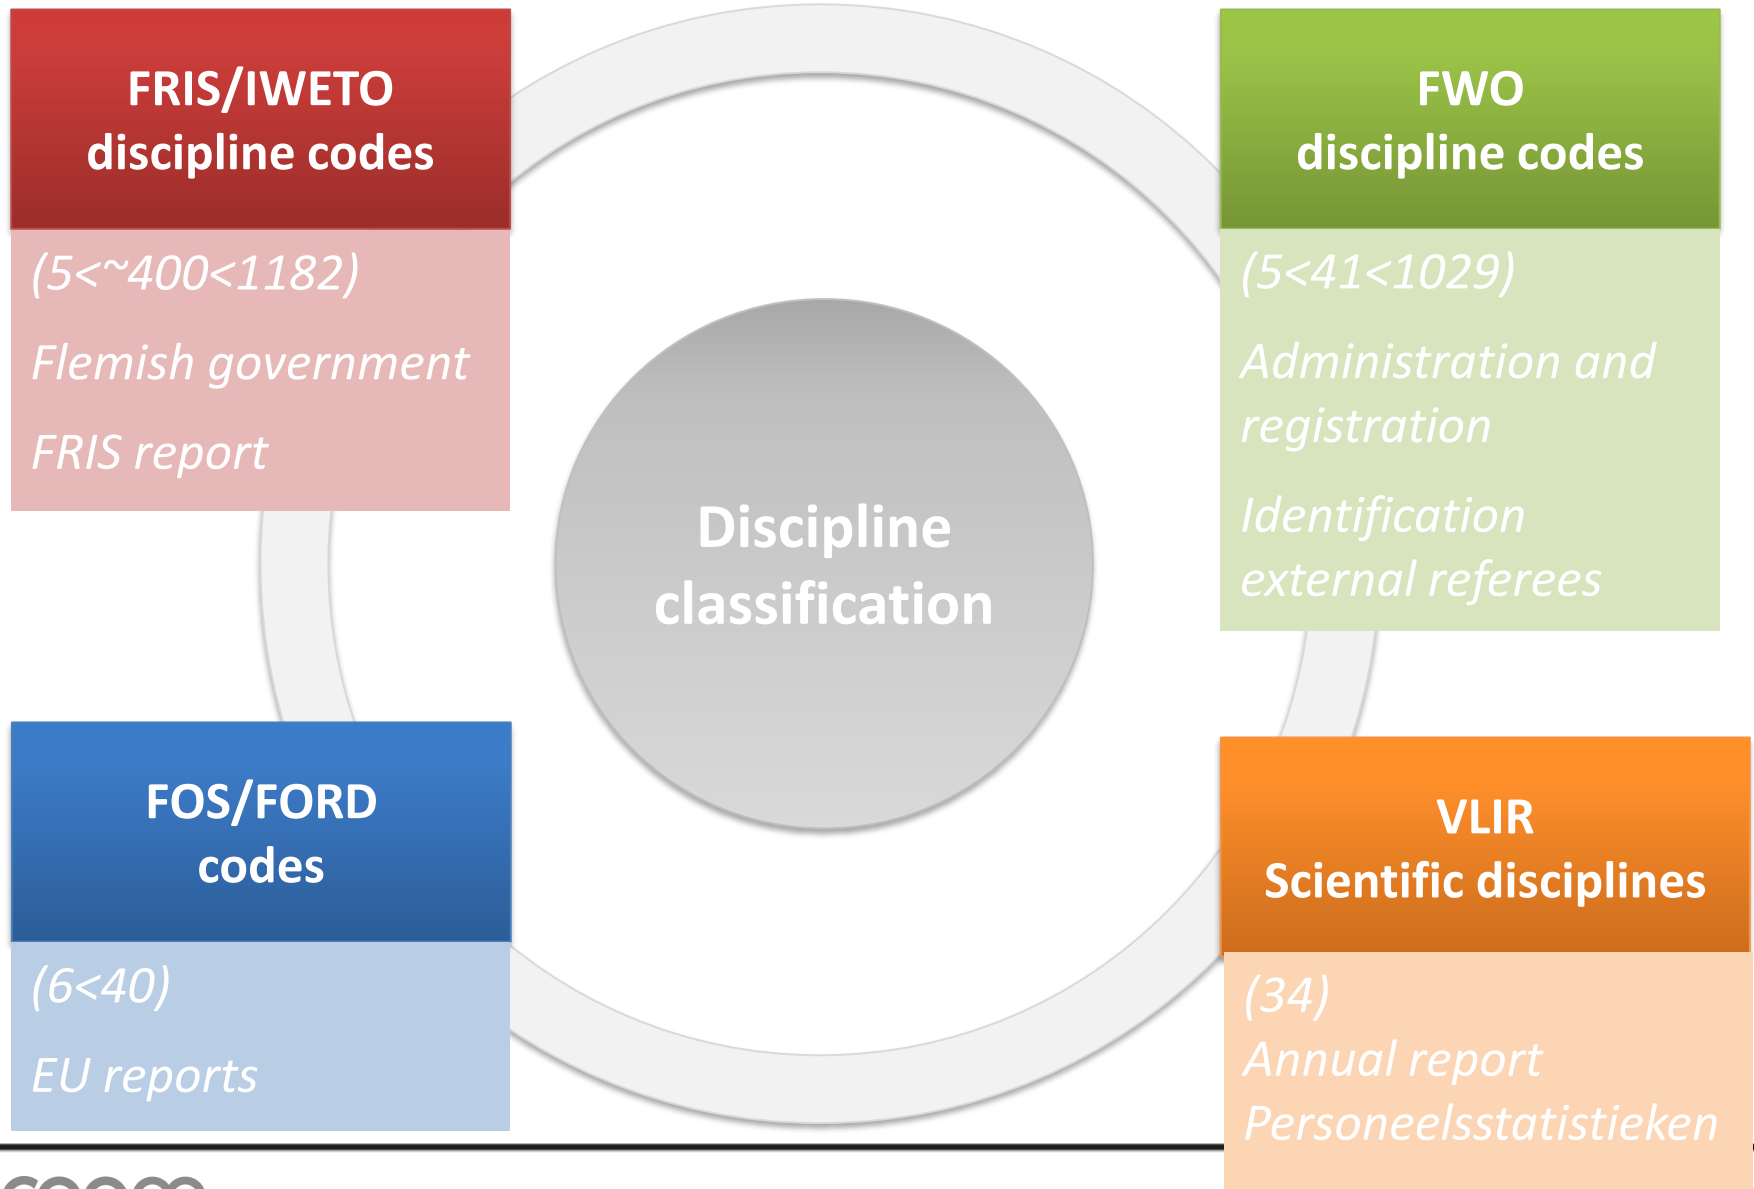 FRIS/IWETO
discipline codes
(5<~400<1182)
Flemish government
FRIS report
FWO
discipline codes
(5<41<1029)
Administration and
registration
Identification
external referees
Discipline
classification
FOS/FORD
codes
(6<40)
EU reports
VLIR
Scientific disciplines
(34)
Annual report
Personeelsstatistieken